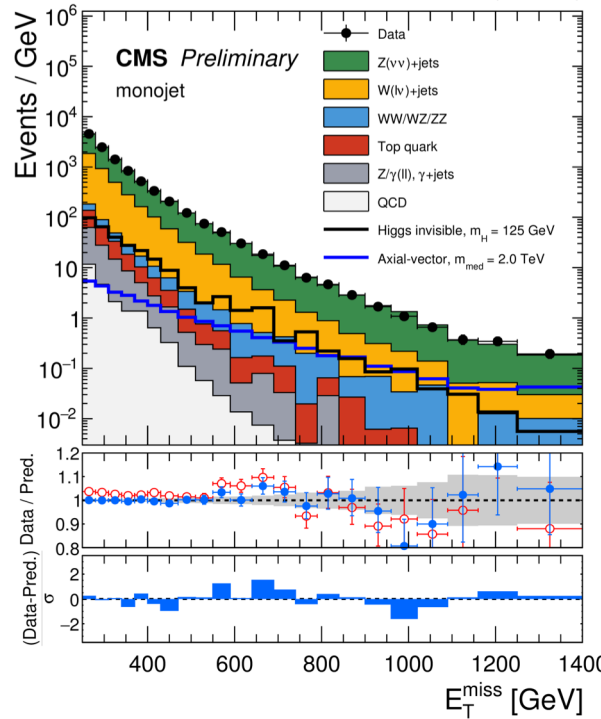 CMS Preliminary
monojet
Data
Z(νν)+jets
W(lν)+jets
WW/WZ/ZZ
Top quark
Z/γ(ll), γ+jets
QCD
Higgs invisible, m_H = 125 GeV
Axial-vector, m_med = 2.0 TeV
Events / GeV
10^6
10^5
10^4
10^3
10^2
10
1
10^−1
10^−2
Data / Pred.
1.2
1.1
1.0
0.9
0.8
(Data-Pred.)
σ
2
0
−2
400 600 800 1000 1200 1400
E_T^miss [GeV]